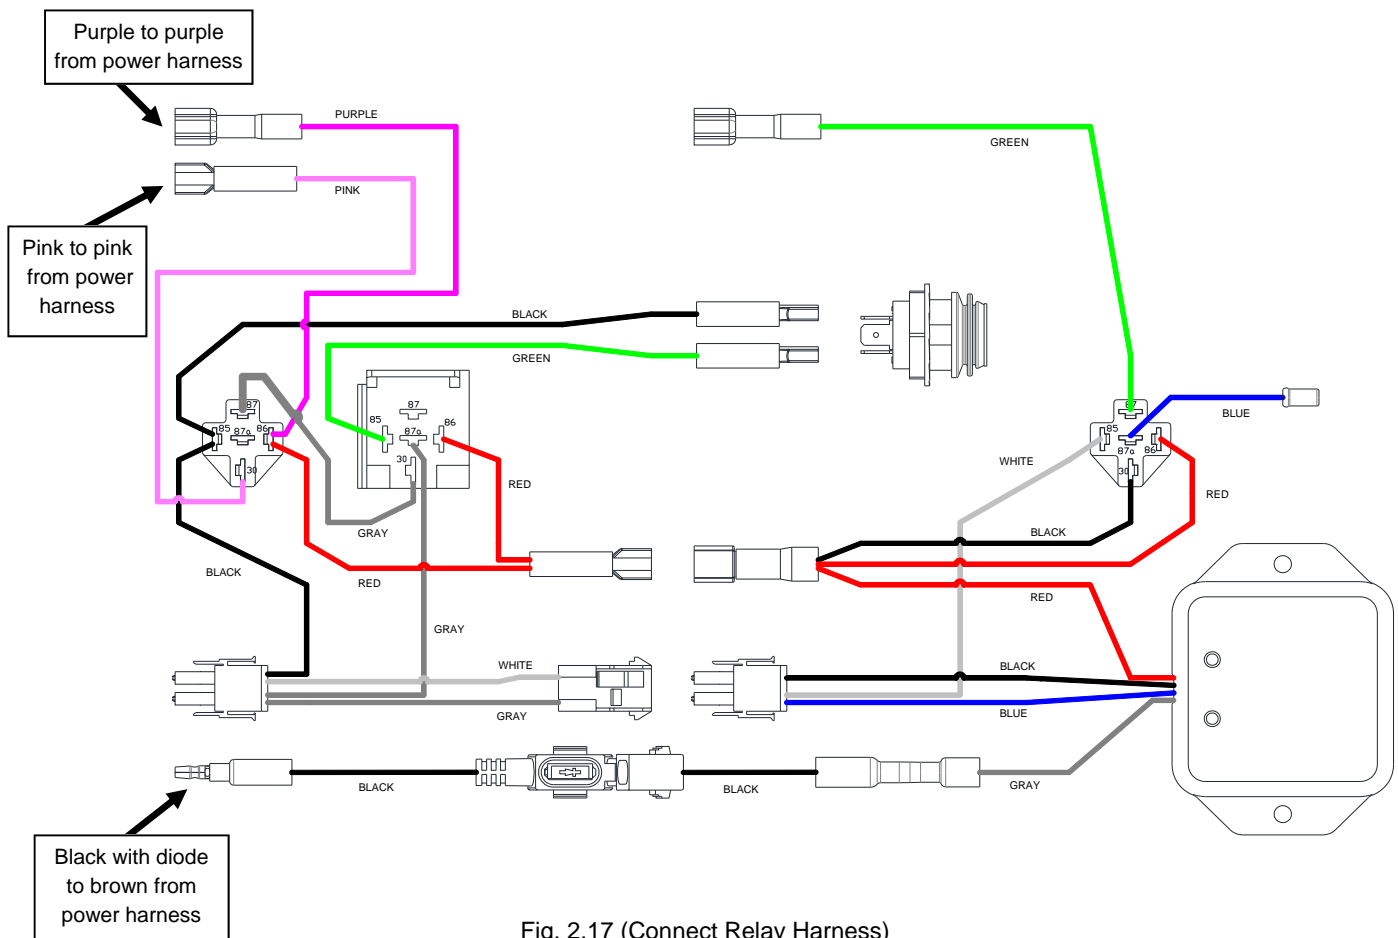 Purple to purple
from power harness
PURPLE
GREEN
PINK
Pink to pink
from power
harness
BLACK
GREEN
87
85
87a
86
30
87
85
87a
86
30
87
85
87a
86
30
BLUE
WHITE
RED
RED
GRAY
BLACK
BLACK
RED
RED
GRAY
WHITE
BLACK
GRAY
BLUE
BLACK
BLACK
GRAY
Black with diode
to brown from
power harness
Fig. 2.17 (Connect Relay Harness)